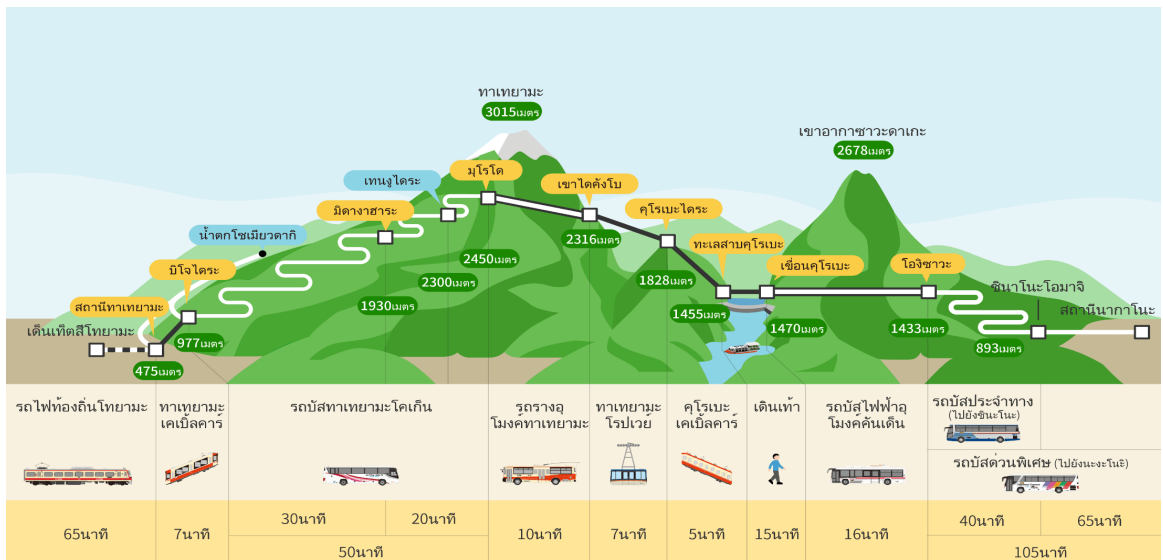 ทาเทยามะ
3015เมตร
เขาอากาซาวะดาเกะ
2678เมตร
มุโรโด
เทนงูไดระ
เขาไดคังโบ
มิดางาฮาระ
คุโรเบะไดระ
น้ำตกโชเมียวดากิ
2316เมตร
ทะเลสาบคุโรเบะ
2450เมตร
บิโจไดระ
เขื่อนคุโรเบะ
โองิซาวะ
2300เมตร
1828เมตร
ชินาโนะโอมาจิ
สถานีทาเทยามะ
1930เมตร
สถานีนากาโนะ
1455เมตร
1470เมตร
1433เมตร
เด็นเท็ดสึโทยามะ
977เมตร
893เมตร
475เมตร
รถไฟท้องถิ่นโทยามะ
ทาเทยามะ
เคเบิ้ลคาร์
รถบัสทาเทยามะโคเก็น
รถรางอุ
โมงค์ทาเทยามะ
ทาเทยามะ
โรปเวย์
คุโรเบะ
เคเบิ้ลคาร์
เดินเท้า
รถบัสไฟฟ้าอุ
โมงค์คันเด็น
รถบัสประจำทาง
(ไปยังชินะโนะ)
รถบัสด่วนพิเศษ (ไปยังนะงะโนะ)
65นาที
7นาที
30นาที
20นาที
50นาที
10นาที
7นาที
5นาที
15นาที
16นาที
40นาที
65นาที
105นาที